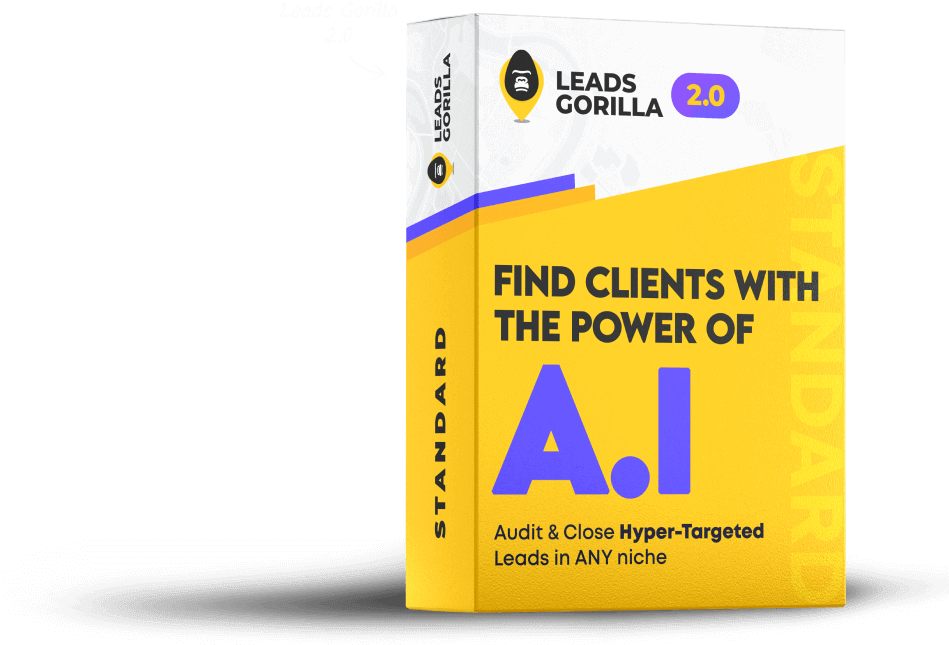 Leads Gorilla
2.0
LEADS
GORILLA
STANDARD
LEADS
GORILLA
2.0
STANDARD
FIND CLIENTS WITH
THE POWER OF
A.I
Audit & Close Hyper-Targeted
Leads in ANY niche